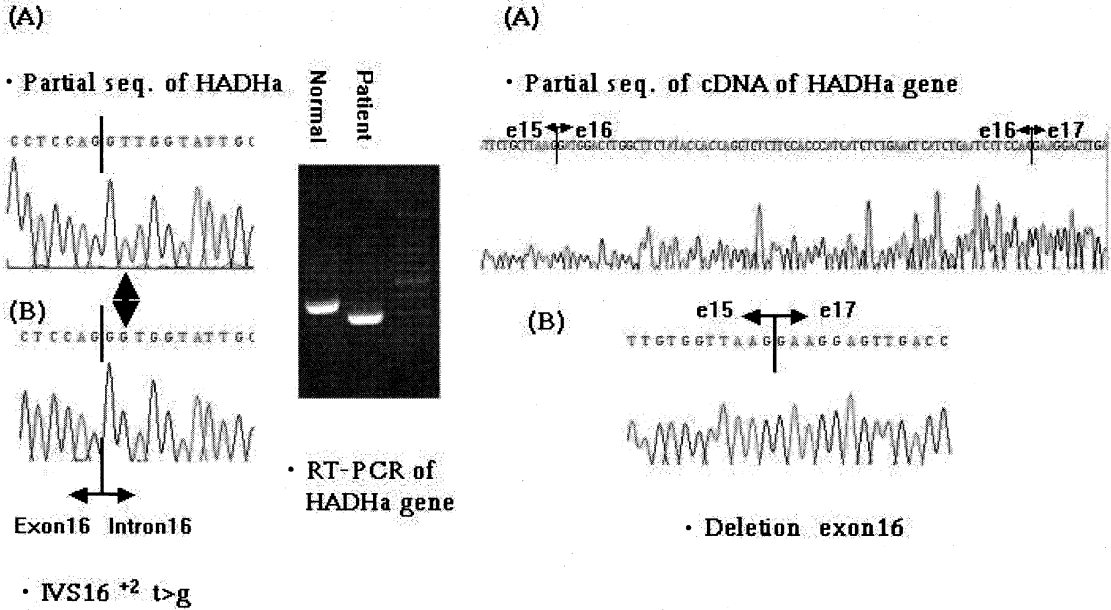 (A)
· Partial seq. of HADHa
Normal
Patient
CCTCCAGGTTGGTATTGC
(B)
CTCCAGGGTGGTATTGC
Exon16 Intron16
· IVS16 +2 t>g
· RT-PCR of
HADHa gene
(A)
· Partial seq. of cDNA of HADHa gene
e15 e16
e16 e17
(B)
e15 e17
TTGTGGTTAAGGAAGGAGTTGACC
· Deletion exon16